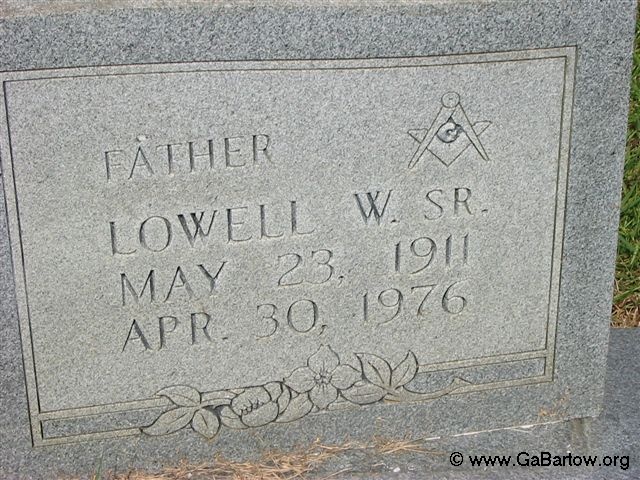 FATHER
G
LOWELL W. SR.
MAY 23, 1911
APR. 30, 1976
© www.GaBartow.org